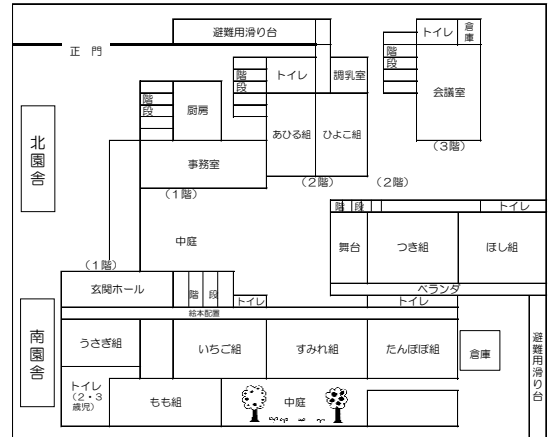 避難用滑り台
正 門
階
段
トイレ
倉庫
会議室
(3階)
階
段
トイレ
調乳室
あひる組
ひよこ組
(2階)
(2階)
階
段
厨房
事務室
(1階)
北園舎
中庭
階 段
トイレ
舞台
つき組
ほし組
ベランダ
(1階)
玄関ホール
階 段
トイレ
トイレ
絵本配置
南園舎
うさぎ組
いちご組
すみれ組
たんぽぽ組
倉庫
避難用滑り台
トイレ
(2・3
歳児)
もも組
中庭